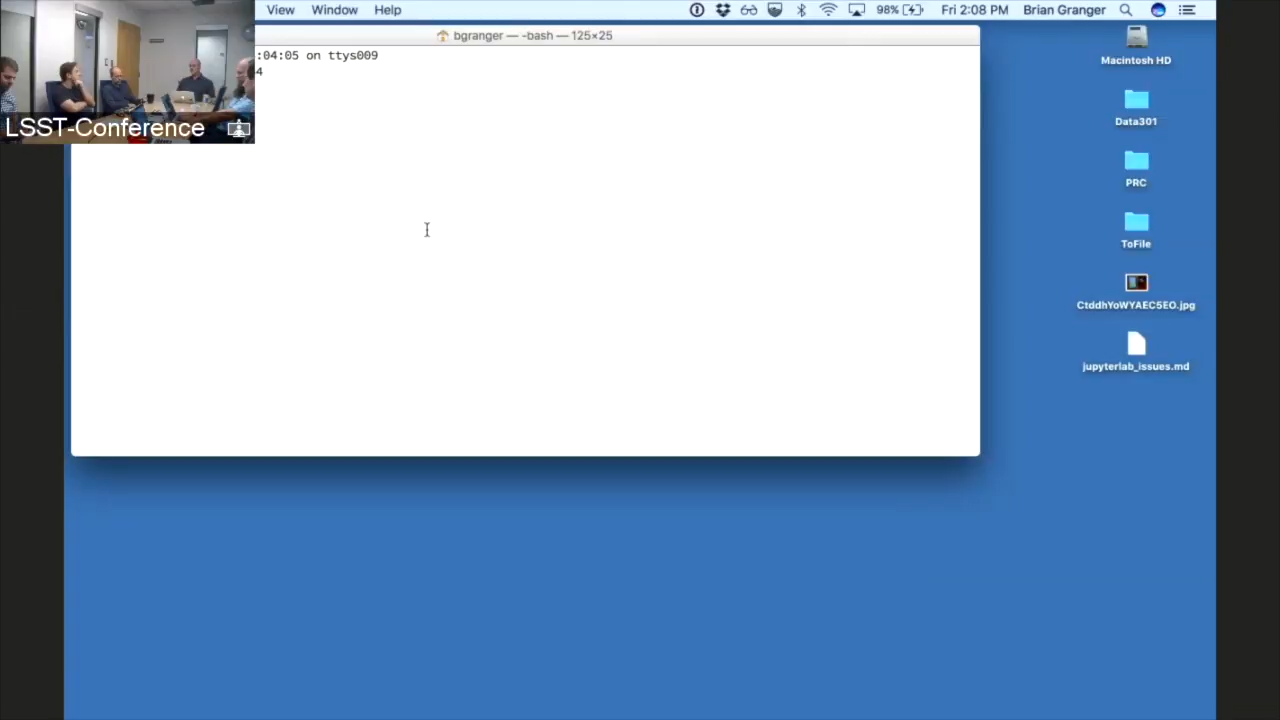 View Window Help 98% Fri 2:08 PM Brian Granger
bgranger — -bash — 125×25
:04:05 on ttys009
4
LSST-Conference
Macintosh HD
Data301
PRC
ToFile
CtddhYoWYAEC5EO.jpg
jupyterlab_issues.md